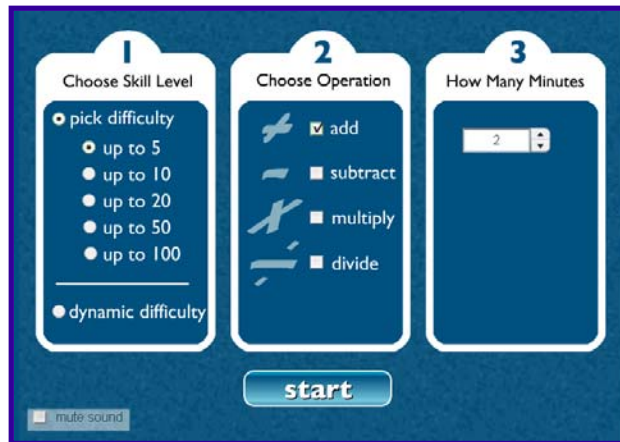 1
Choose Skill Level
pick difficulty
up to 5
up to 10
up to 20
up to 50
up to 100
dynamic difficulty
2
Choose Operation
add
subtract
multiply
divide
3
How Many Minutes
2
start
mute sound